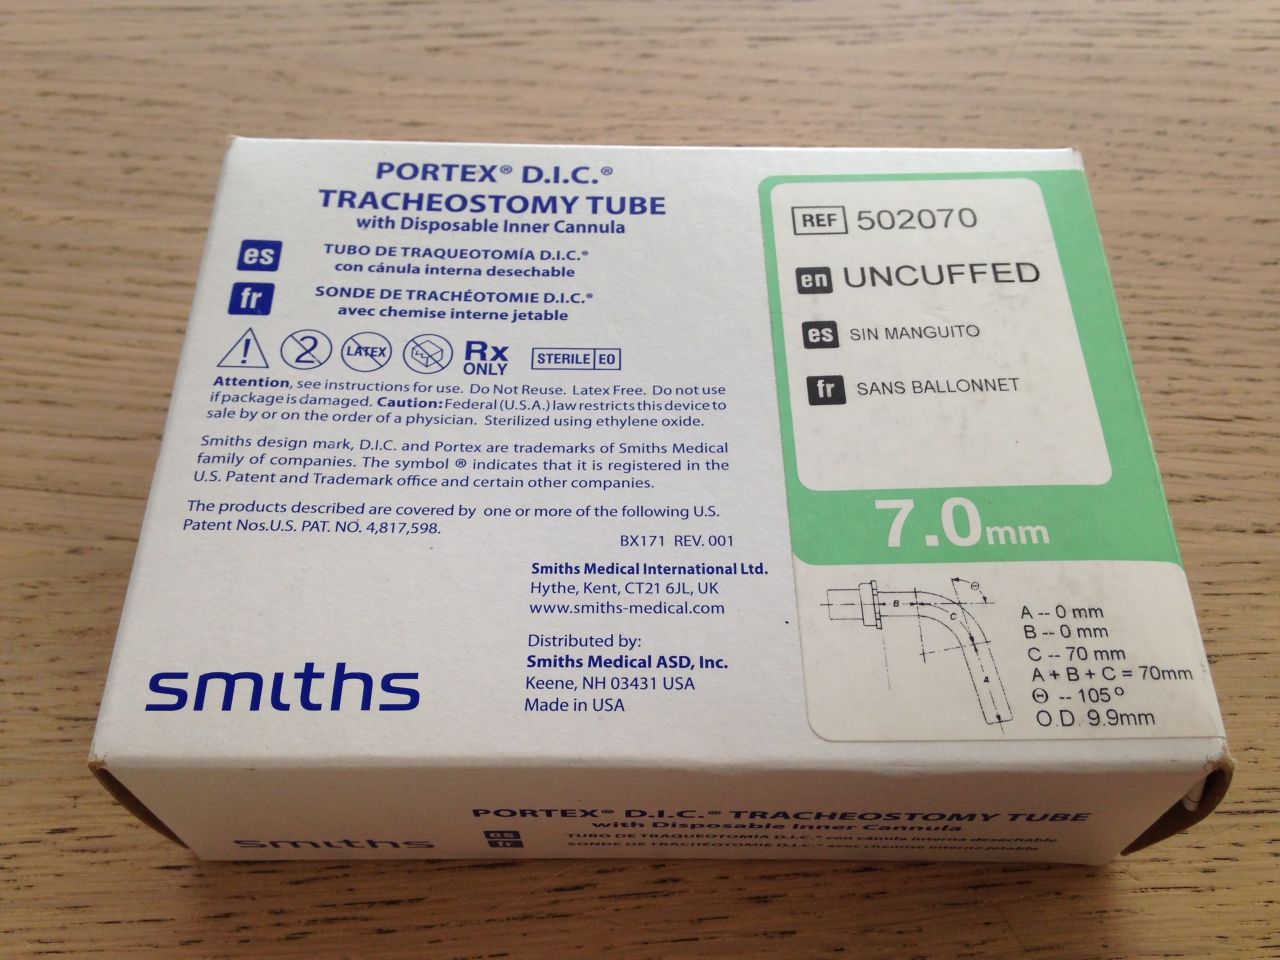 PORTEX® D.I.C.®
TRACHEOSTOMY TUBE
with Disposable Inner Cannula
es
TUBO DE TRAQUEOTOMÍA D.I.C.®
con cánula interna desechable
fr
SONDE DE TRACHÉOTOMIE D.I.C.®
avec chemise interne jetable
! 2 LATEX Rx ONLY STERILE EO
Attention, see instructions for use. Do Not Reuse. Latex Free. Do not use
if package is damaged. Caution: Federal (U.S.A.) law restricts this device to
sale by or on the order of a physician. Sterilized using ethylene oxide.
Smiths design mark, D.I.C. and Portex are trademarks of Smiths Medical
family of companies. The symbol ® indicates that it is registered in the
U.S. Patent and Trademark office and certain other companies.
The products described are covered by one or more of the following U.S.
Patent Nos.U.S. PAT. NO. 4,817,598.
BX171 REV. 001
Smiths Medical International Ltd.
Hythe, Kent, CT21 6JL, UK
www.smiths-medical.com
Distributed by:
Smiths Medical ASD, Inc.
Keene, NH 03431 USA
Made in USA
smiths
REF 502070
en UNCUFFED
es SIN MANGUITO
fr SANS BALLONNET
7.0mm
B
C
Θ
A
A -- 0 mm
B -- 0 mm
C -- 70 mm
A + B + C = 70mm
Θ -- 105°
O.D. 9.9mm
PORTEX® D.I.C.® TRACHEOSTOMY TUBE
with Disposable Inner Cannula
es TUBO DE TRAQUEOTOMÍA D.I.C.® con cánula interna desechable
fr SONDE DE TRACHÉOTOMIE D.I.C.® avec chemise interne jetable
smiths